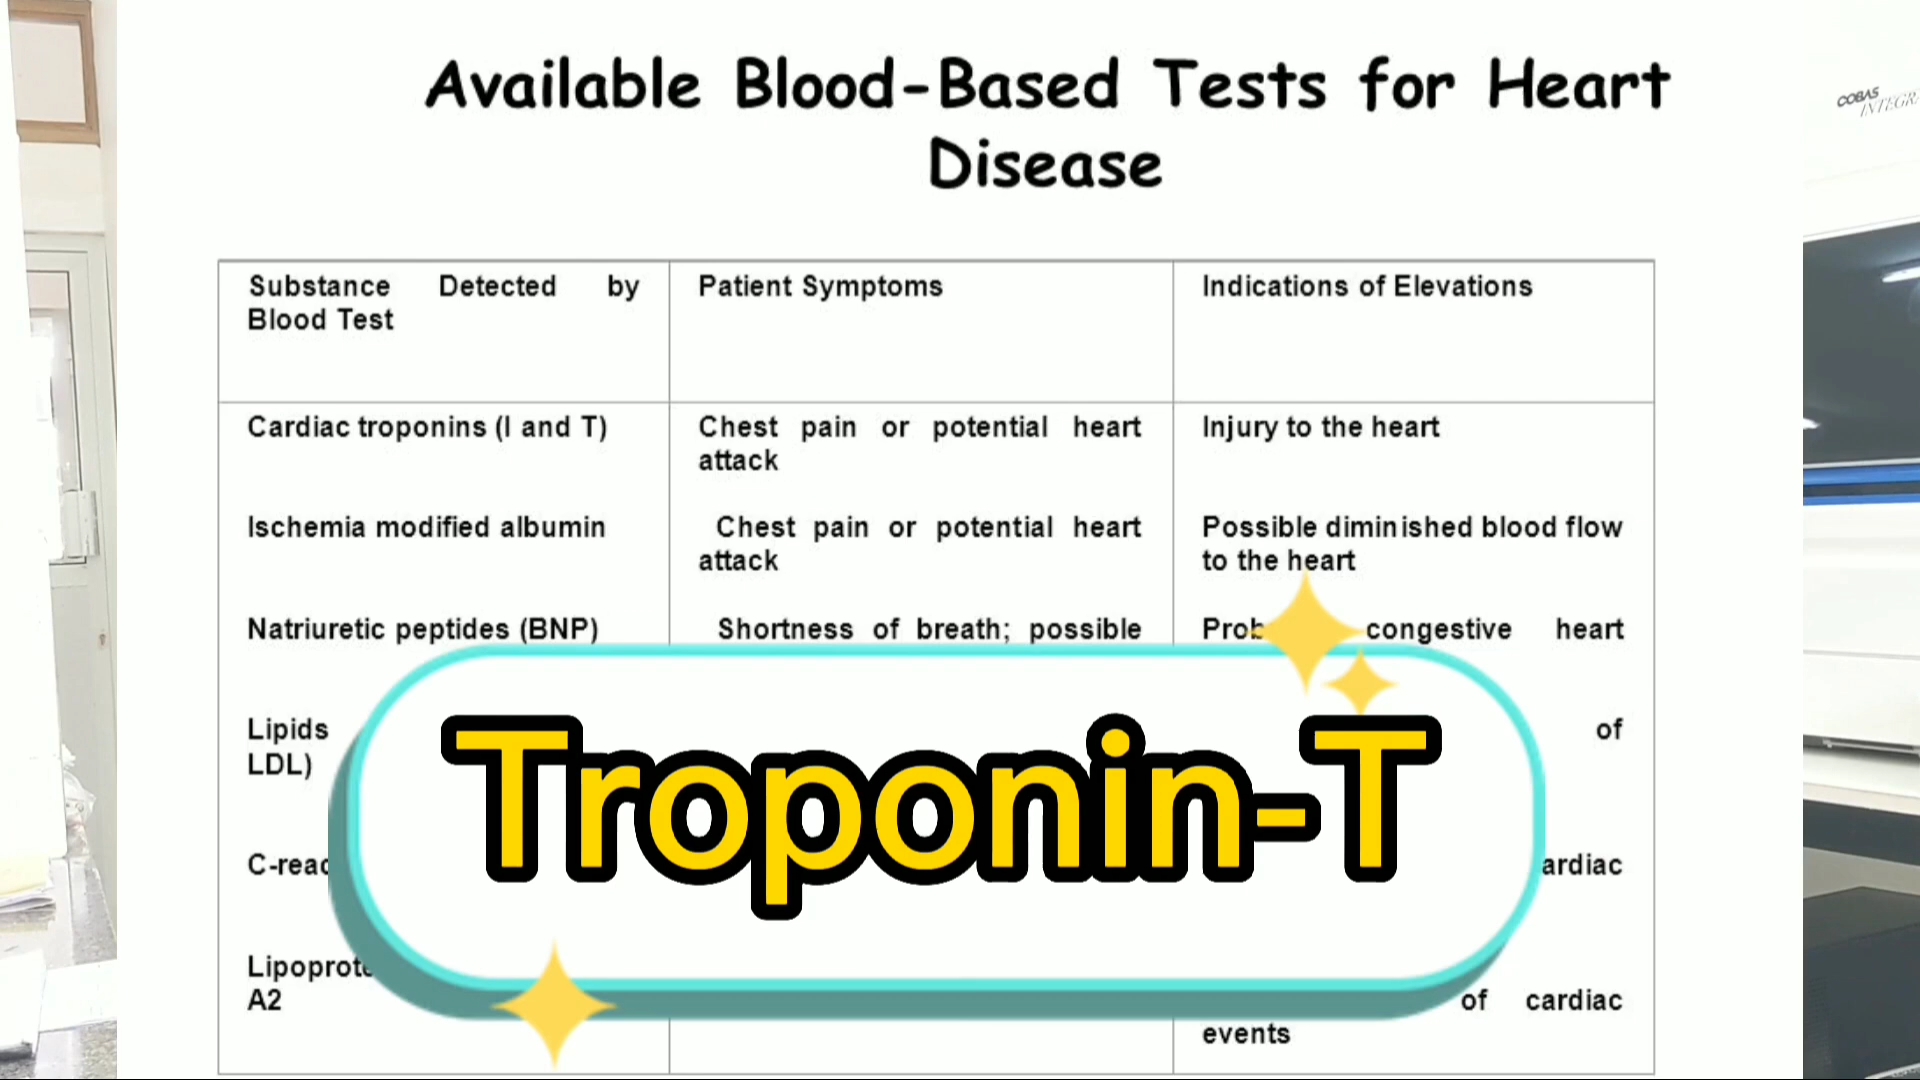 Available Blood-Based Tests for Heart
Disease
COBAS
Substance Detected by
Blood Test
Patient Symptoms
Indications of Elevations
Cardiac troponins (I and T)
Chest pain or potential heart
attack
Injury to the heart
Ischemia modified albumin
Chest pain or potential heart
attack
Possible diminished blood flow
to the heart
Natriuretic peptides (BNP)
Shortness of breath; possible
congestive heart
Lipids
LDL)
of
Troponin-T
A2
of cardiac
events